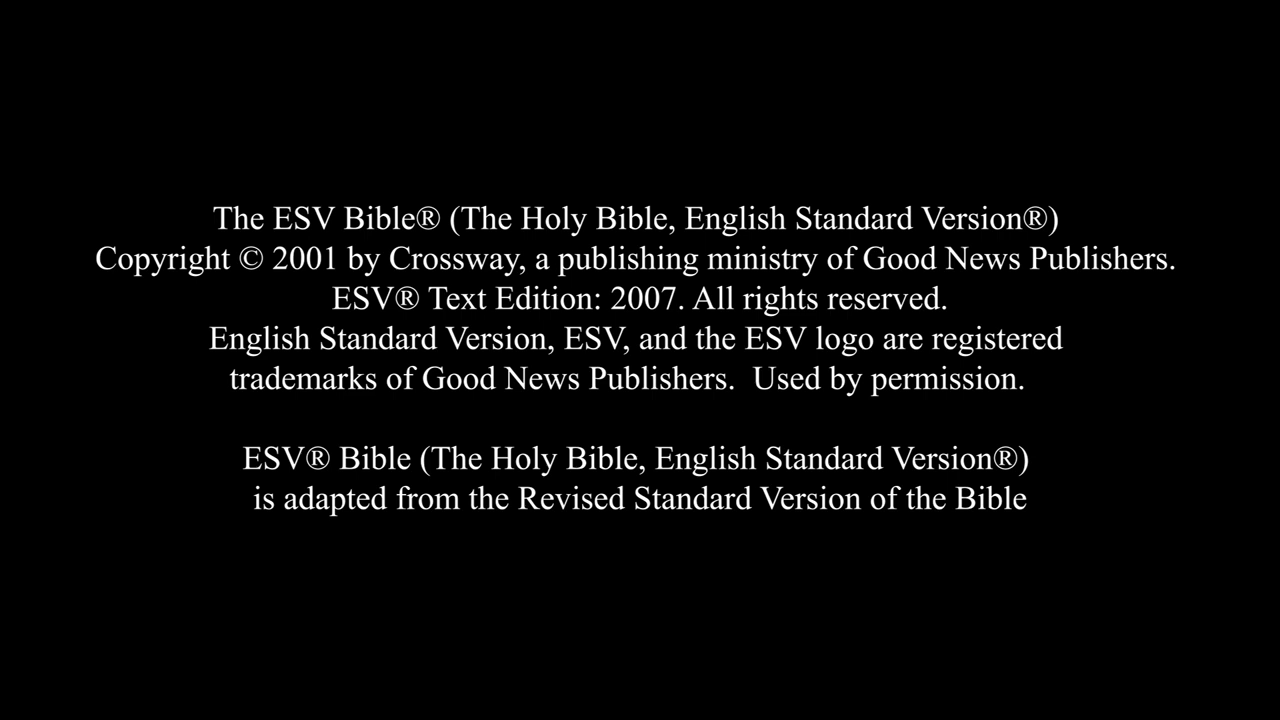 The ESV Bible® (The Holy Bible, English Standard Version®)
Copyright © 2001 by Crossway, a publishing ministry of Good News Publishers.
ESV® Text Edition: 2007. All rights reserved.
English Standard Version, ESV, and the ESV logo are registered
trademarks of Good News Publishers.  Used by permission.
ESV® Bible (The Holy Bible, English Standard Version®)
is adapted from the Revised Standard Version of the Bible